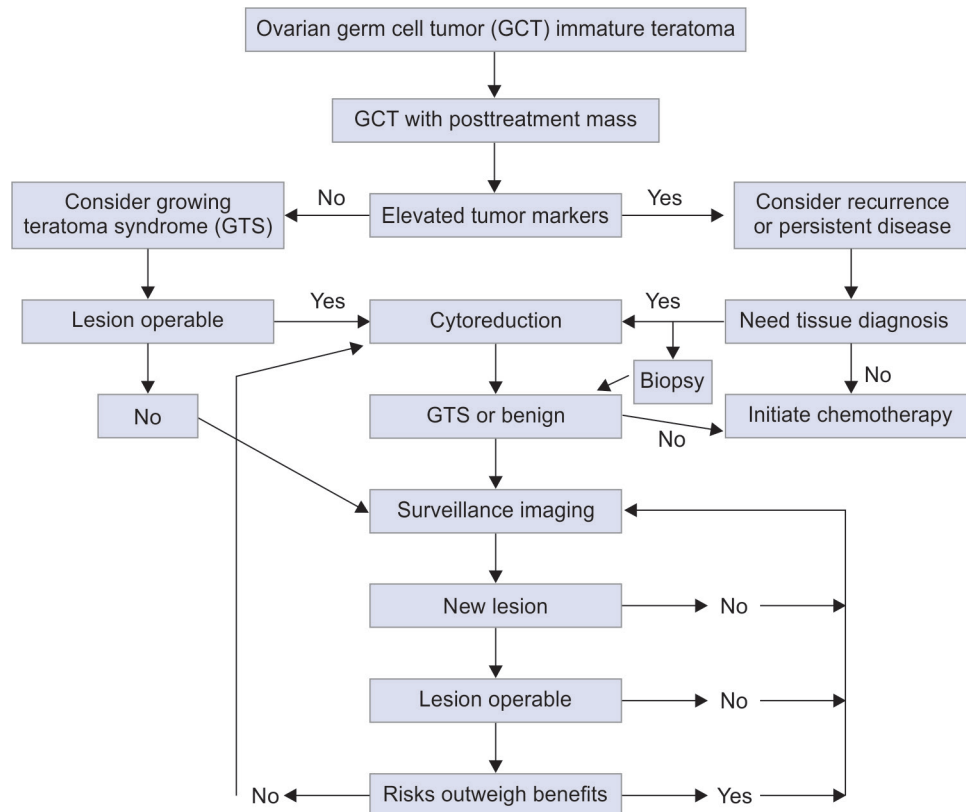 Ovarian germ cell tumor (GCT) immature teratoma
GCT with posttreatment mass
Consider growing
teratoma syndrome (GTS)
No
Elevated tumor markers
Yes
Consider recurrence
or persistent disease
Lesion operable
Yes
Cytoreduction
Yes
Need tissue diagnosis
Biopsy
No
No
GTS or benign
No
Initiate chemotherapy
Surveillance imaging
New lesion
No
Lesion operable
No
No
Risks outweigh benefits
Yes